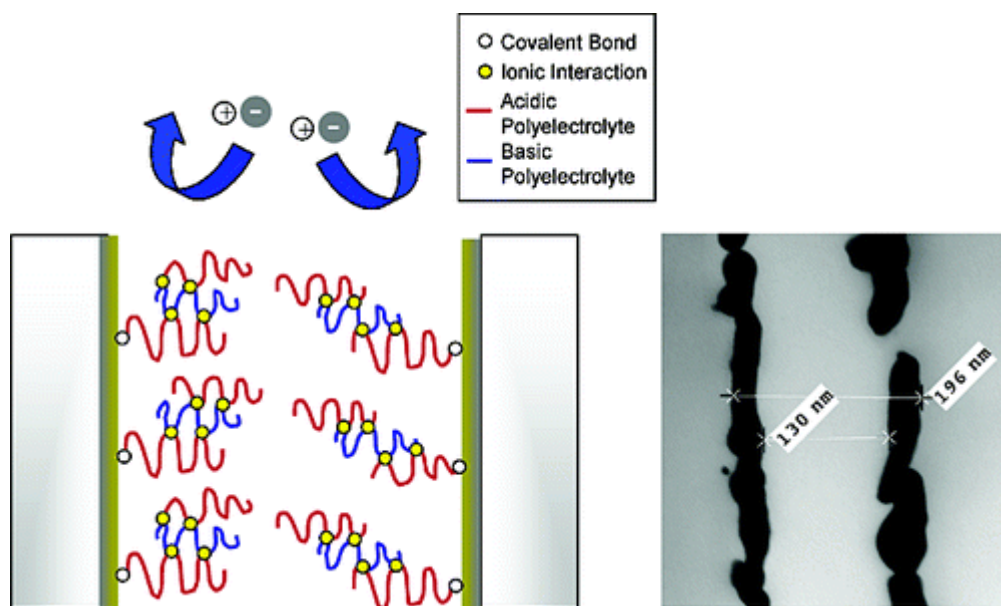 Covalent Bond
Ionic Interaction
Acidic
Polyelectrolyte
Basic
Polyelectrolyte
+ -
+ -
196 nm
130 nm